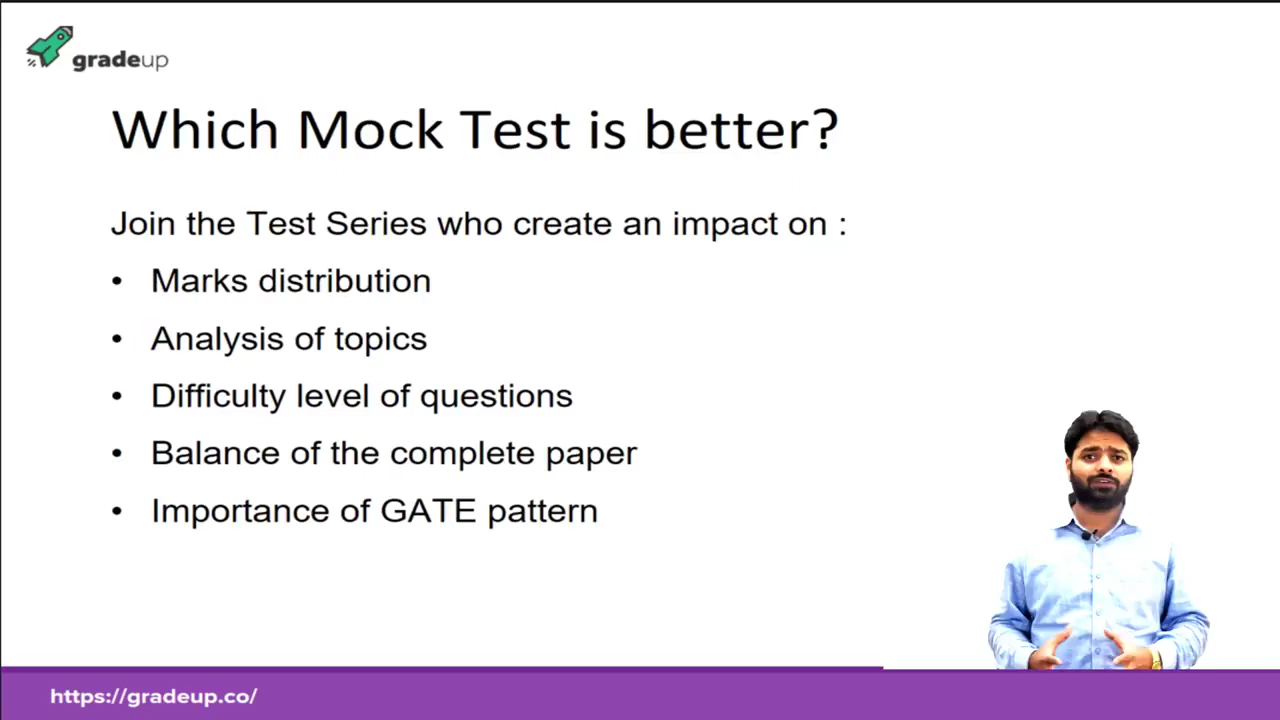 gradeup
Which Mock Test is better?
Join the Test Series who create an impact on :
• Marks distribution
• Analysis of topics
• Difficulty level of questions
• Balance of the complete paper
• Importance of GATE pattern
https://gradeup.co/